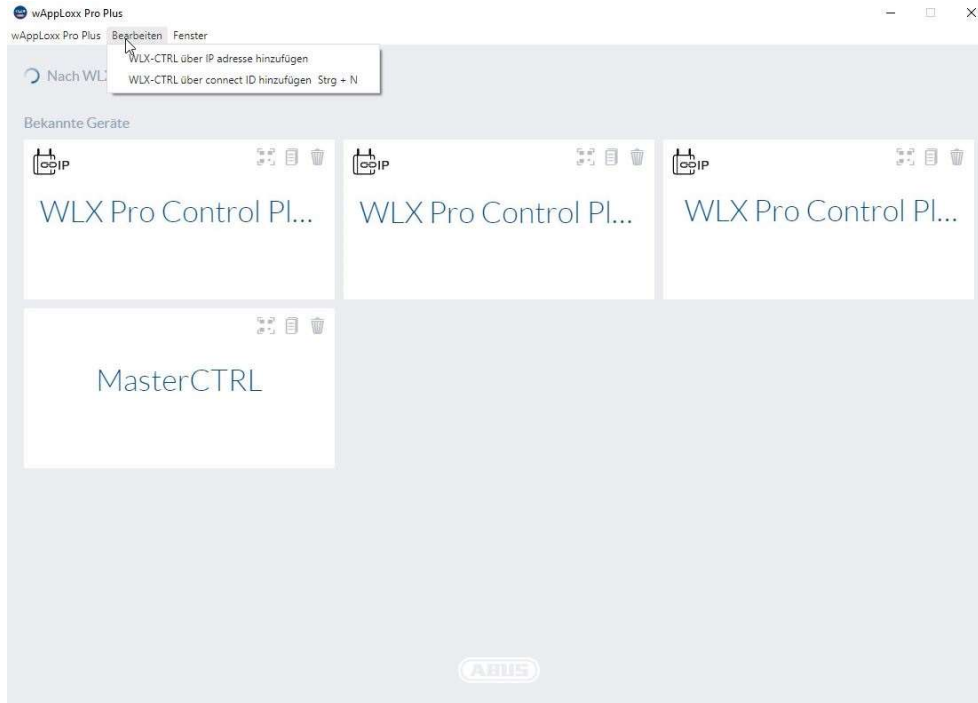 wAppLoxx Pro Plus
wAppLoxx Pro Plus Bearbeiten Fenster
WLX-CTRL über IP adresse hinzufügen
WLX-CTRL über connect ID hinzufügen Strg + N
Nach WLX
Bekannte Geräte
IP IP IP
WLX Pro Control Pl... WLX Pro Control Pl... WLX Pro Control Pl...
MasterCTRL
ABUS